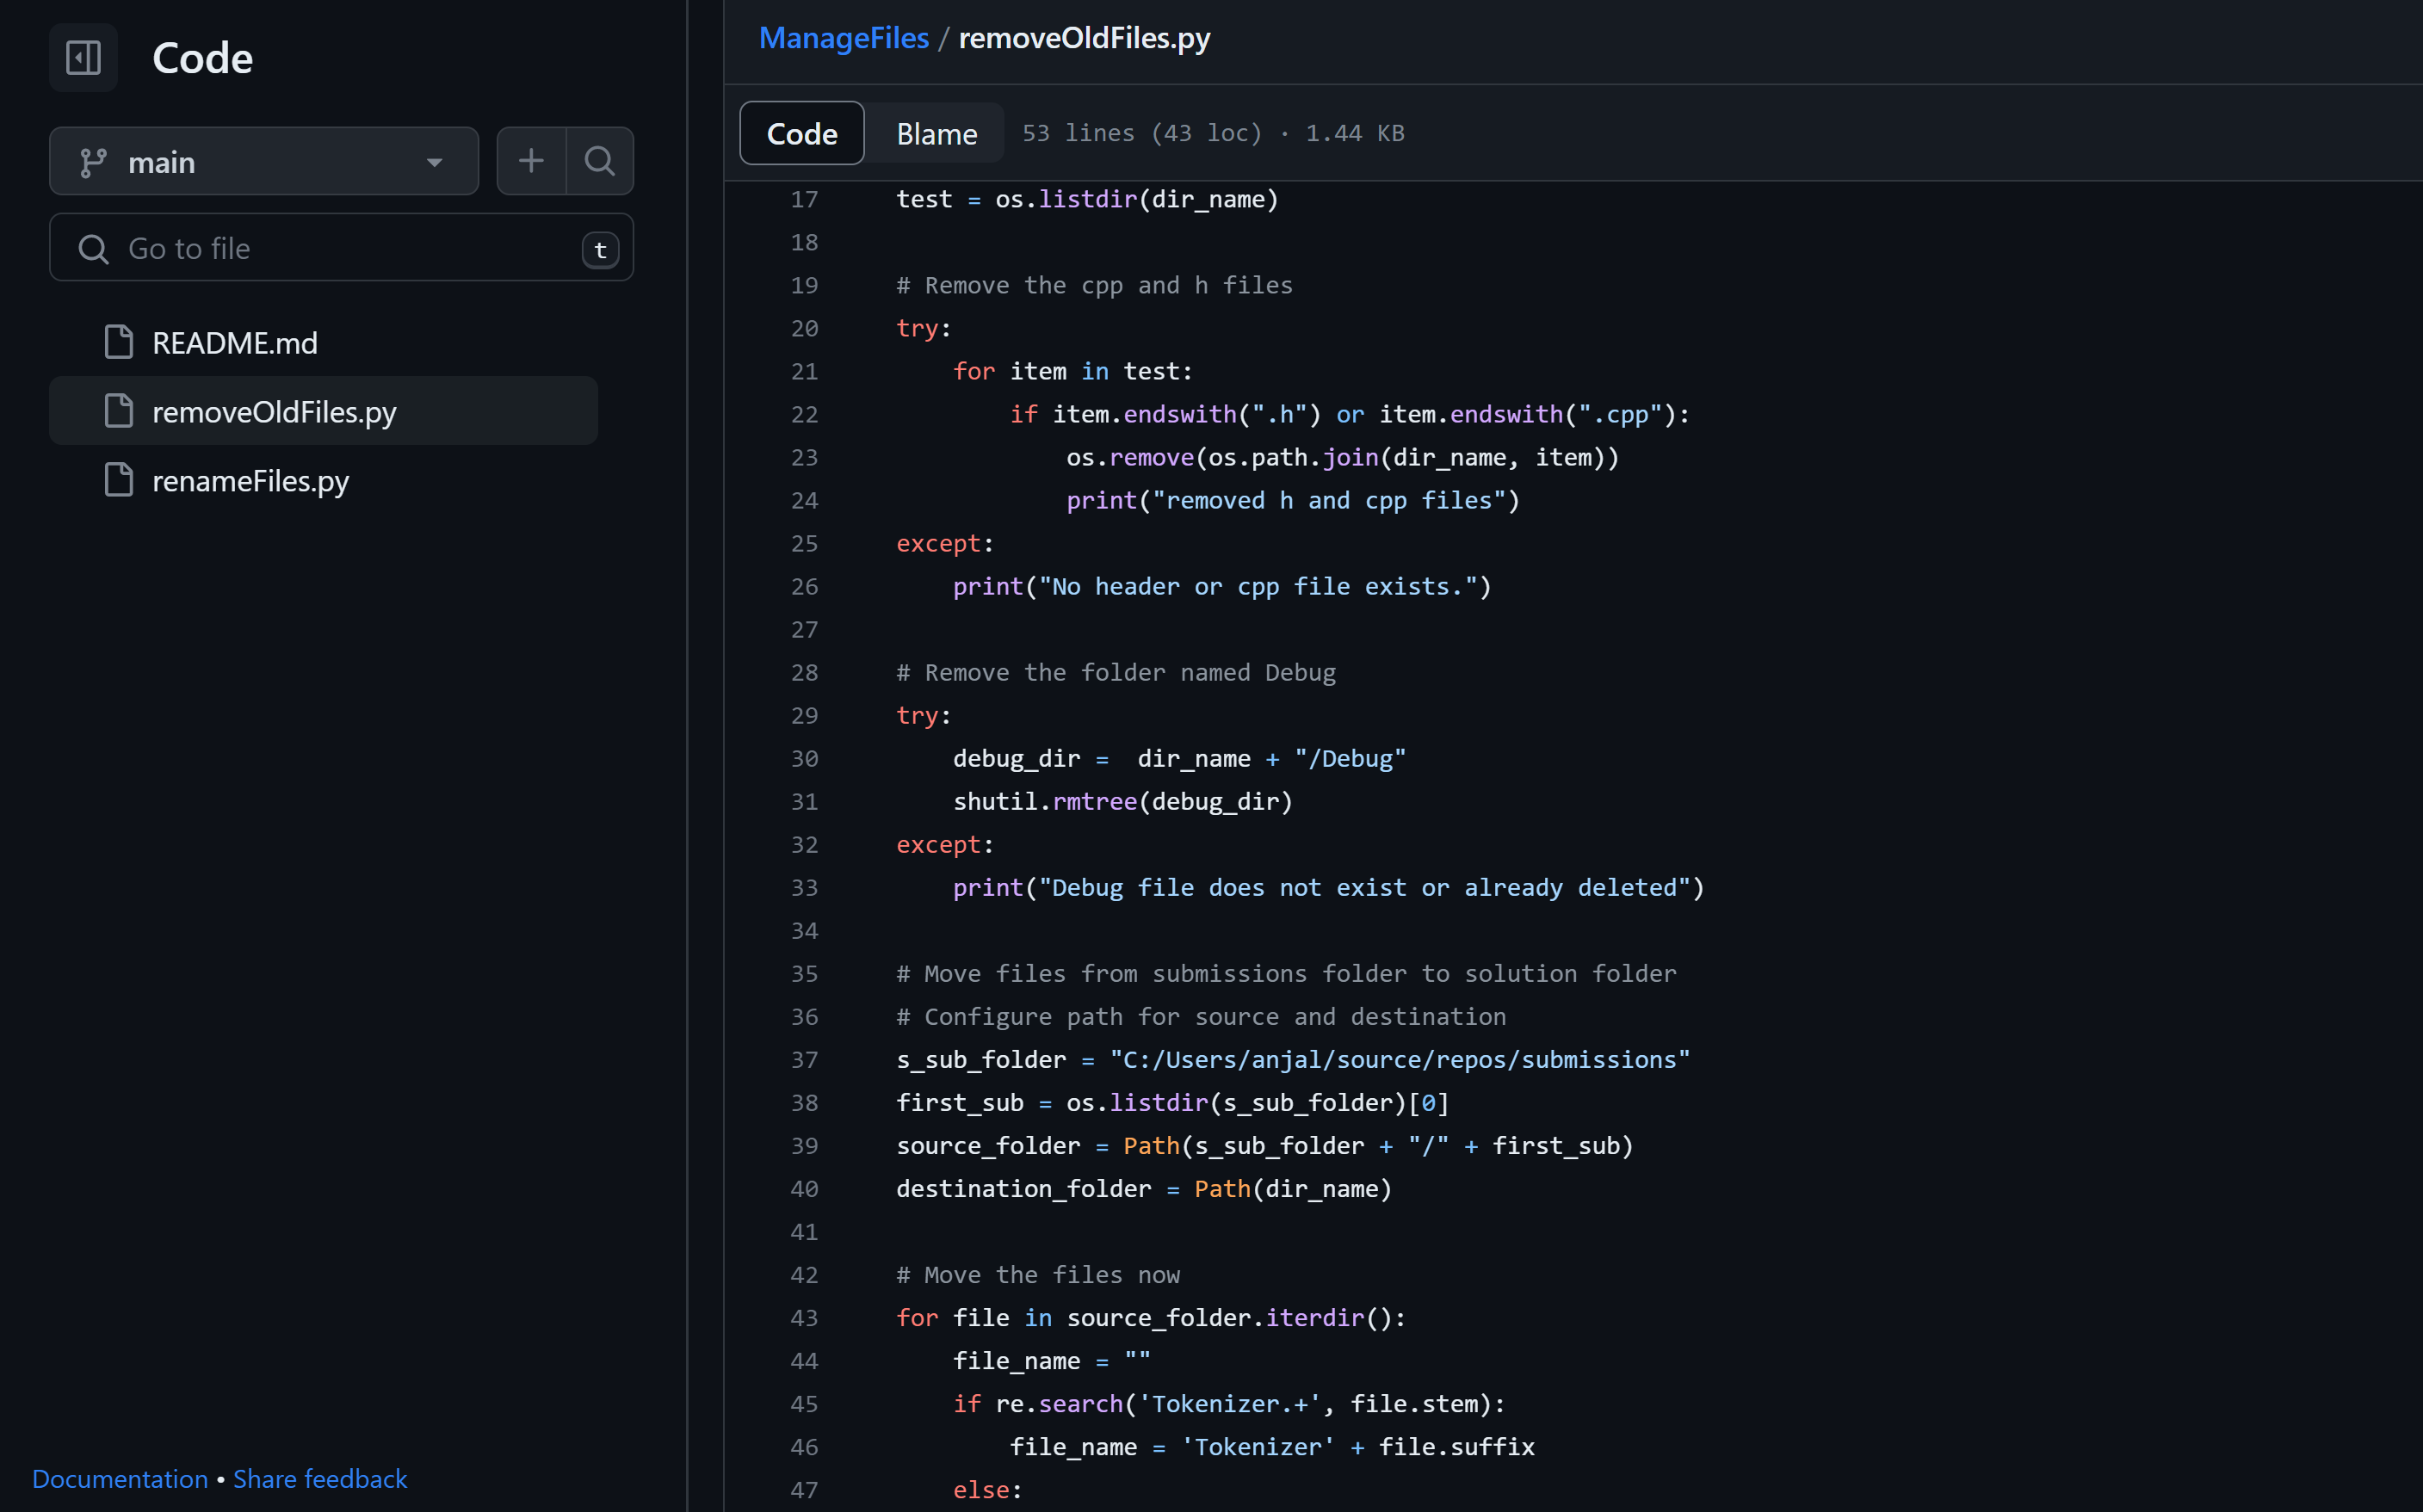 Code
main
Go to file
t
README.md
removeOldFiles.py
renameFiles.py
Documentation • Share feedback
ManageFiles / removeOldFiles.py
Code Blame 53 lines (43 loc) · 1.44 KB
17 test = os.listdir(dir_name)
18
19 # Remove the cpp and h files
20 try:
21     for item in test:
22         if item.endswith(".h") or item.endswith(".cpp"):
23             os.remove(os.path.join(dir_name, item))
24             print("removed h and cpp files")
25 except:
26     print("No header or cpp file exists.")
27
28 # Remove the folder named Debug
29 try:
30     debug_dir =  dir_name + "/Debug"
31     shutil.rmtree(debug_dir)
32 except:
33     print("Debug file does not exist or already deleted")
34
35 # Move files from submissions folder to solution folder
36 # Configure path for source and destination
37 s_sub_folder = "C:/Users/anjal/source/repos/submissions"
38 first_sub = os.listdir(s_sub_folder)[0]
39 source_folder = Path(s_sub_folder + "/" + first_sub)
40 destination_folder = Path(dir_name)
41
42 # Move the files now
43 for file in source_folder.iterdir():
44     file_name = ""
45     if re.search('Tokenizer.+', file.stem):
46         file_name = 'Tokenizer' + file.suffix
47     else: